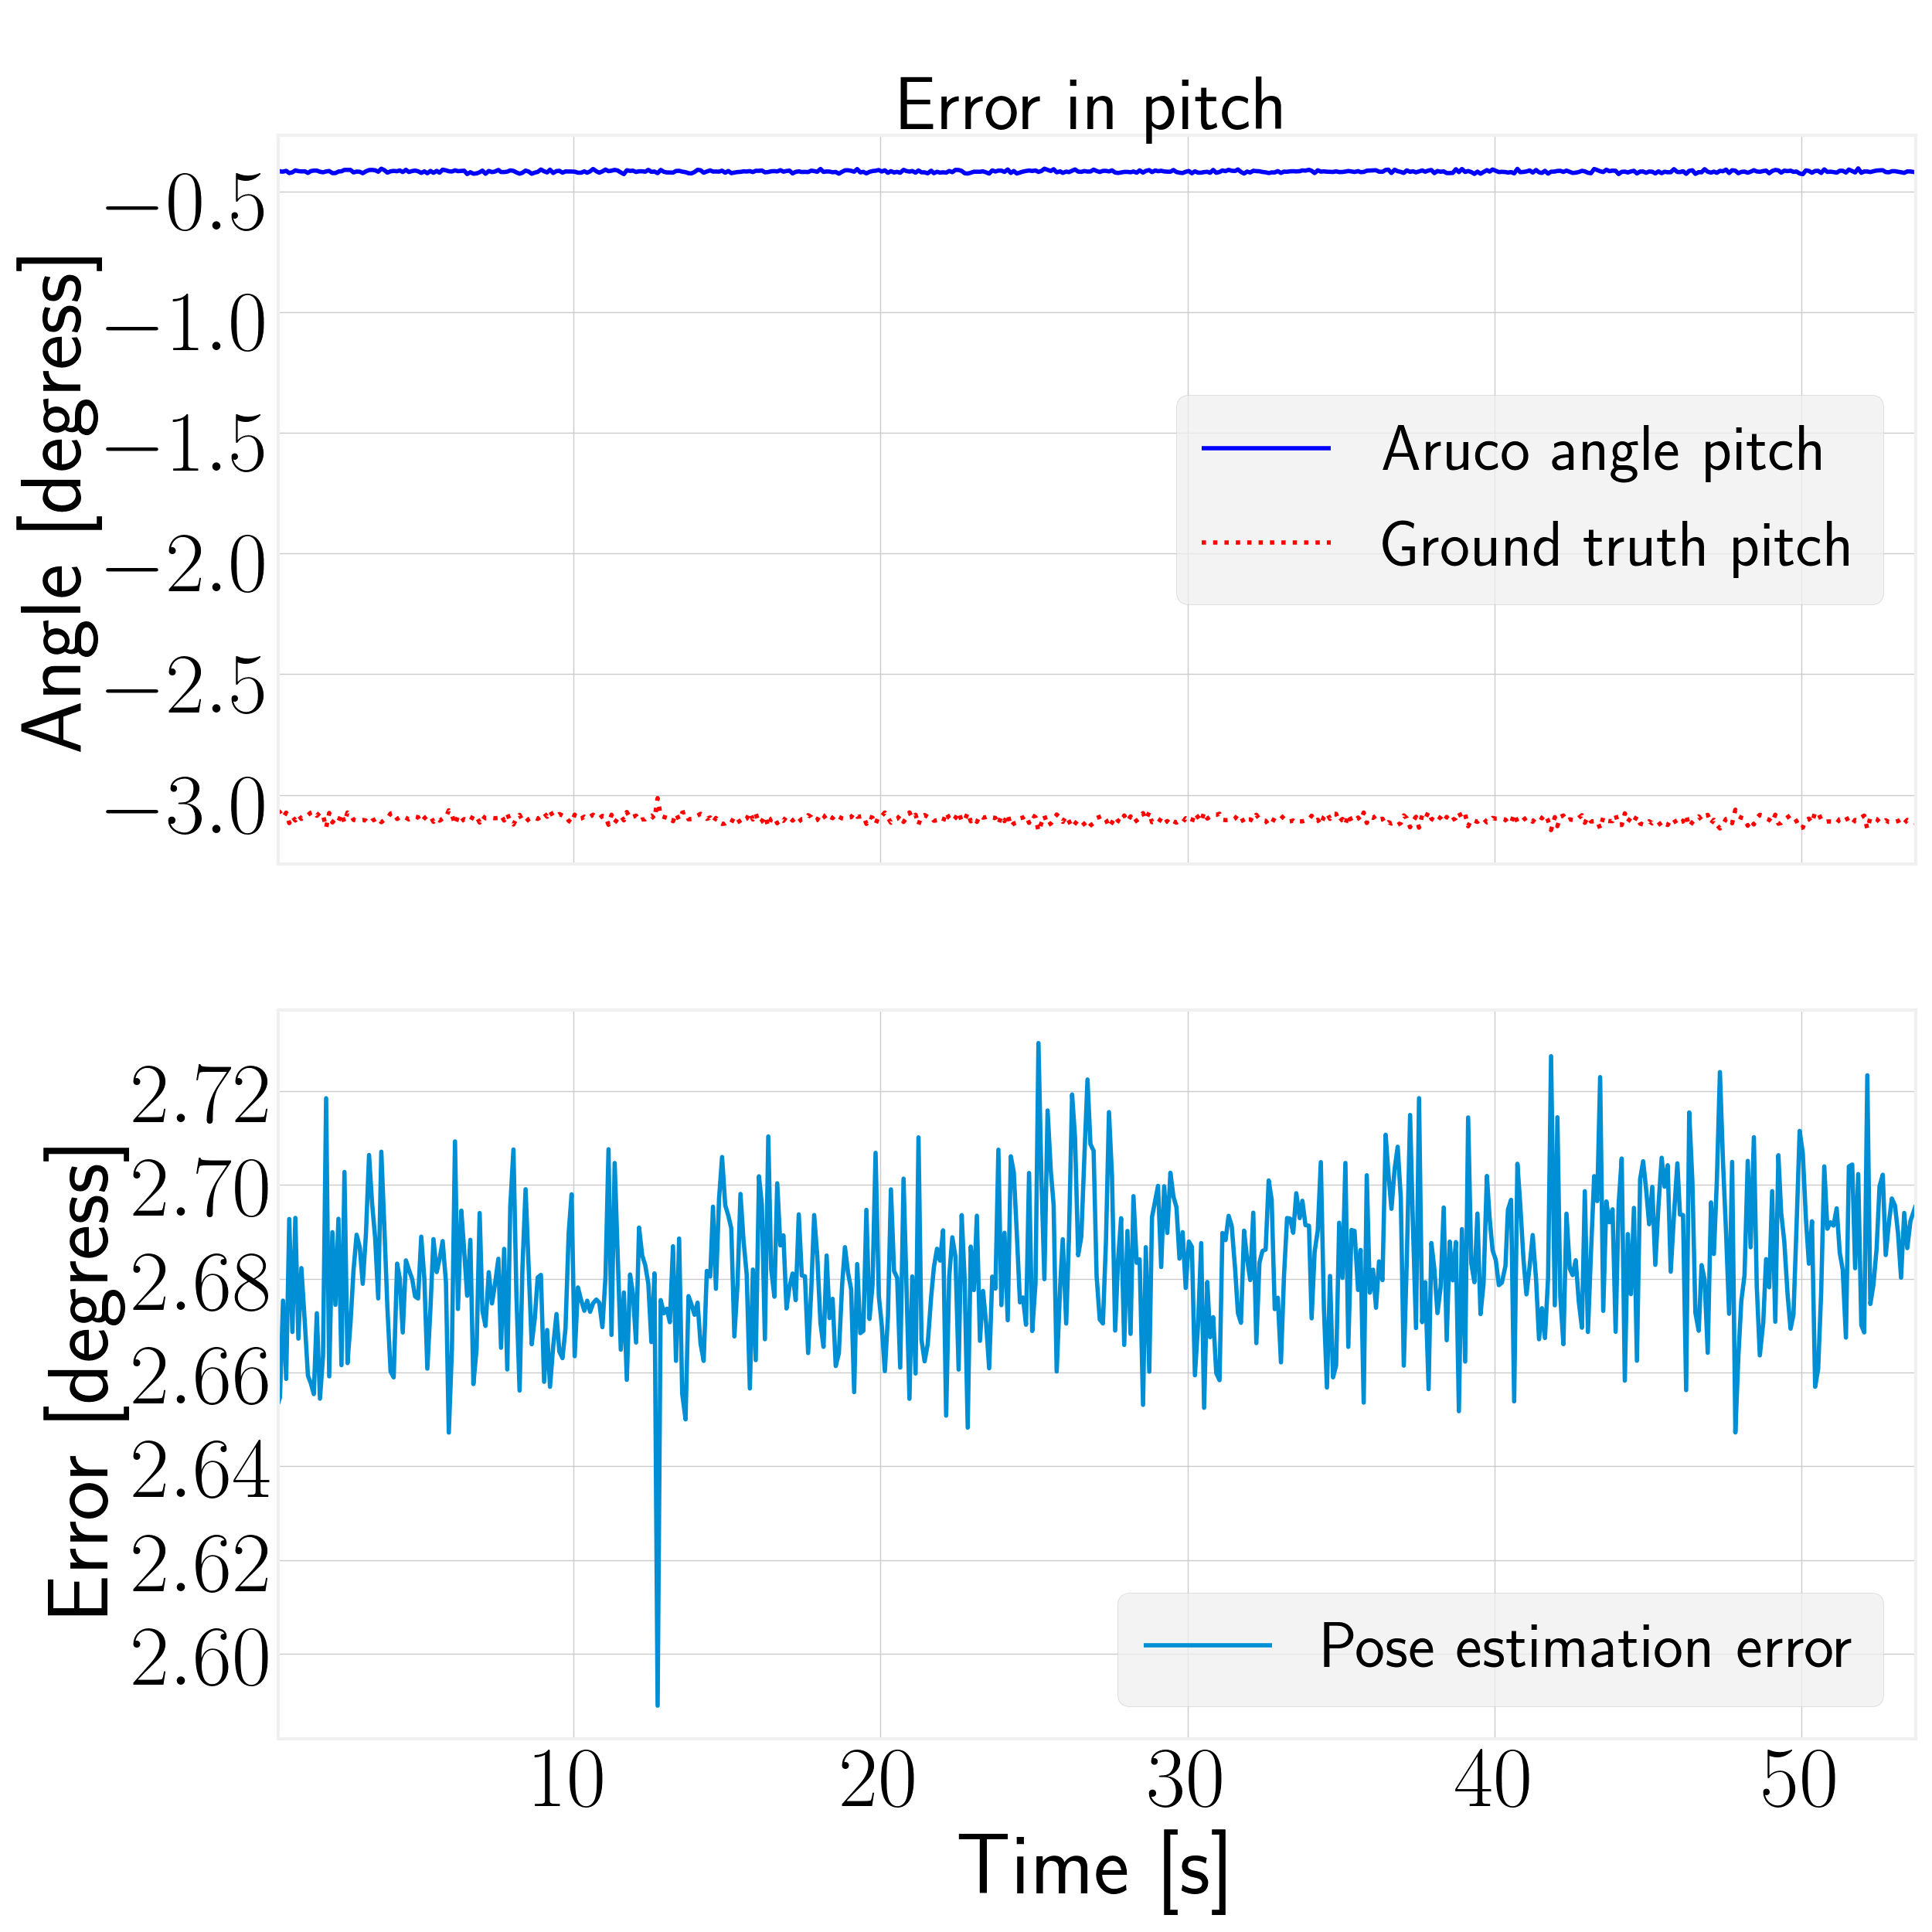 Error in pitch
−0.5
−1.0
−1.5
−2.0
−2.5
−3.0
Angle [degress]
Aruco angle pitch
Ground truth pitch
2.72
2.70
2.68
2.66
2.64
2.62
2.60
Error [degress]
Pose estimation error
10 20 30 40 50
Time [s]